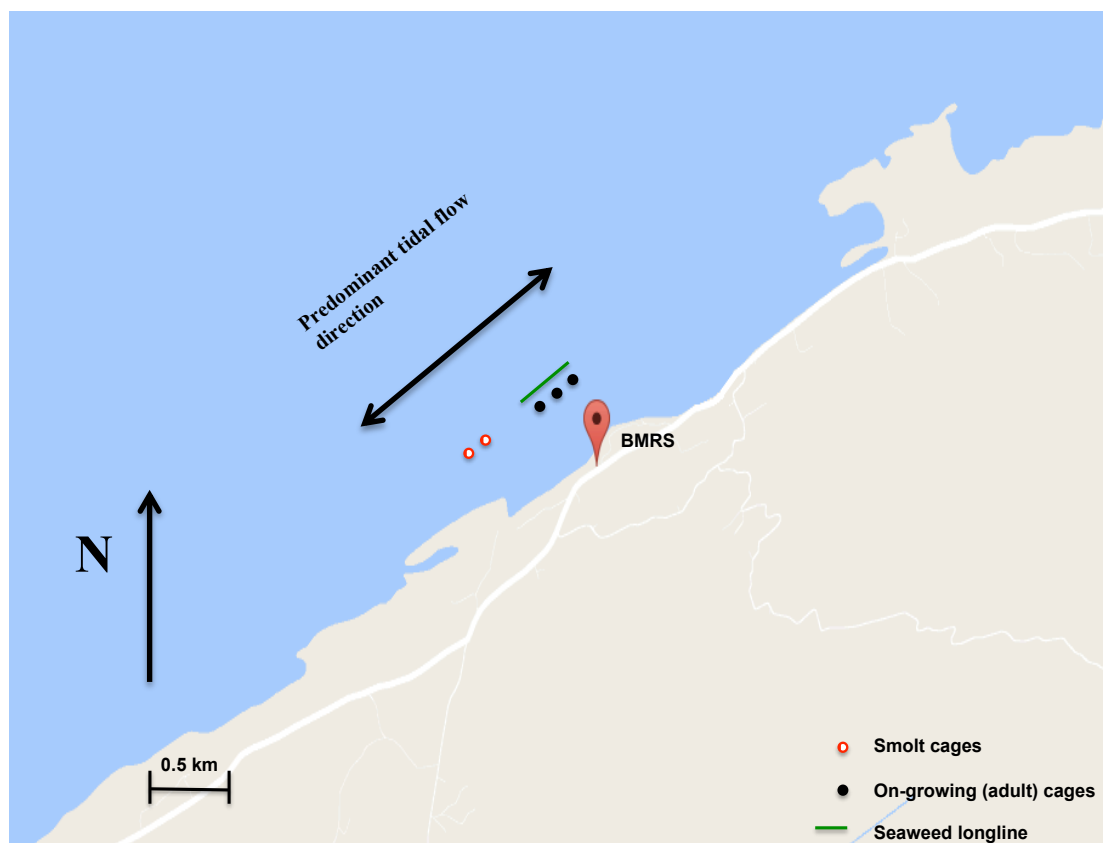 Predominant tidal flow
direction
BMRS
N
0.5 km
Smolt cages
On-growing (adult) cages
Seaweed longline